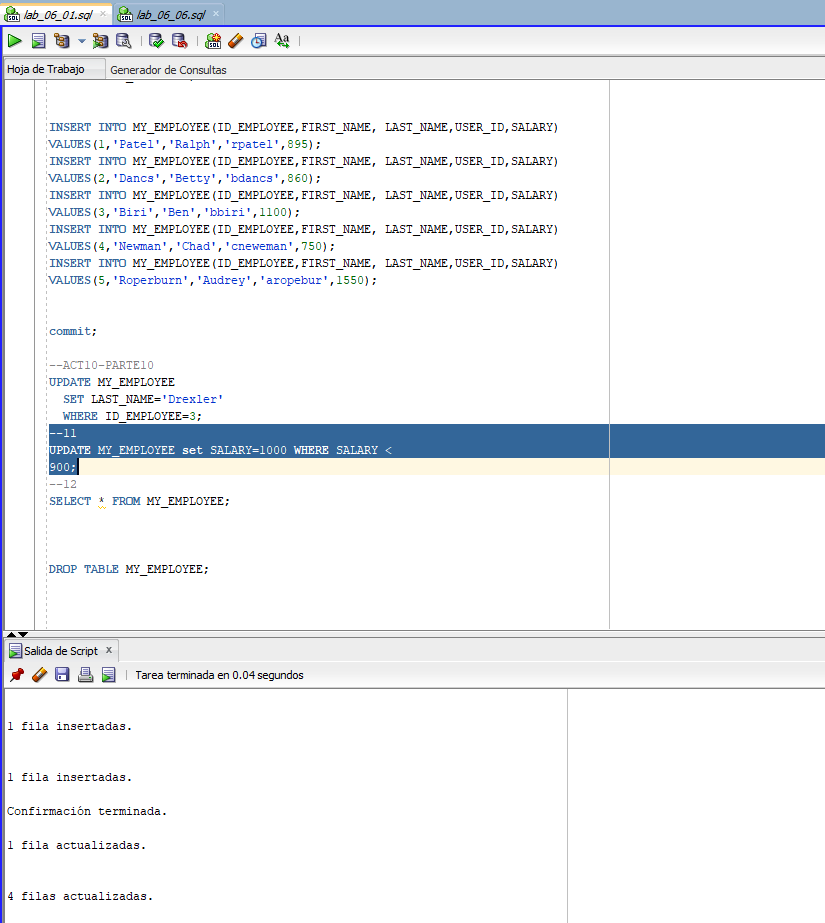 lab_06_01.sql × lab_06_06.sql ×
Hoja de Trabajo Generador de Consultas
INSERT INTO MY_EMPLOYEE(ID_EMPLOYEE,FIRST_NAME, LAST_NAME,USER_ID,SALARY)
VALUES(1,'Patel','Ralph','rpatel',895);
INSERT INTO MY_EMPLOYEE(ID_EMPLOYEE,FIRST_NAME, LAST_NAME,USER_ID,SALARY)
VALUES(2,'Dancs','Betty','bdancs',860);
INSERT INTO MY_EMPLOYEE(ID_EMPLOYEE,FIRST_NAME, LAST_NAME,USER_ID,SALARY)
VALUES(3,'Biri','Ben','bbiri',1100);
INSERT INTO MY_EMPLOYEE(ID_EMPLOYEE,FIRST_NAME, LAST_NAME,USER_ID,SALARY)
VALUES(4,'Newman','Chad','cneweman',750);
INSERT INTO MY_EMPLOYEE(ID_EMPLOYEE,FIRST_NAME, LAST_NAME,USER_ID,SALARY)
VALUES(5,'Roperburn','Audrey','aropebur',1550);
commit;
--ACT10-PARTE10
UPDATE MY_EMPLOYEE
SET LAST_NAME='Drexler'
WHERE ID_EMPLOYEE=3;
--11
UPDATE MY_EMPLOYEE set SALARY=1000 WHERE SALARY <
900;
--12
SELECT * FROM MY_EMPLOYEE;
DROP TABLE MY_EMPLOYEE;
Salida de Script ×
Tarea terminada en 0.04 segundos
1 fila insertadas.
1 fila insertadas.
Confirmación terminada.
1 fila actualizadas.
4 filas actualizadas.